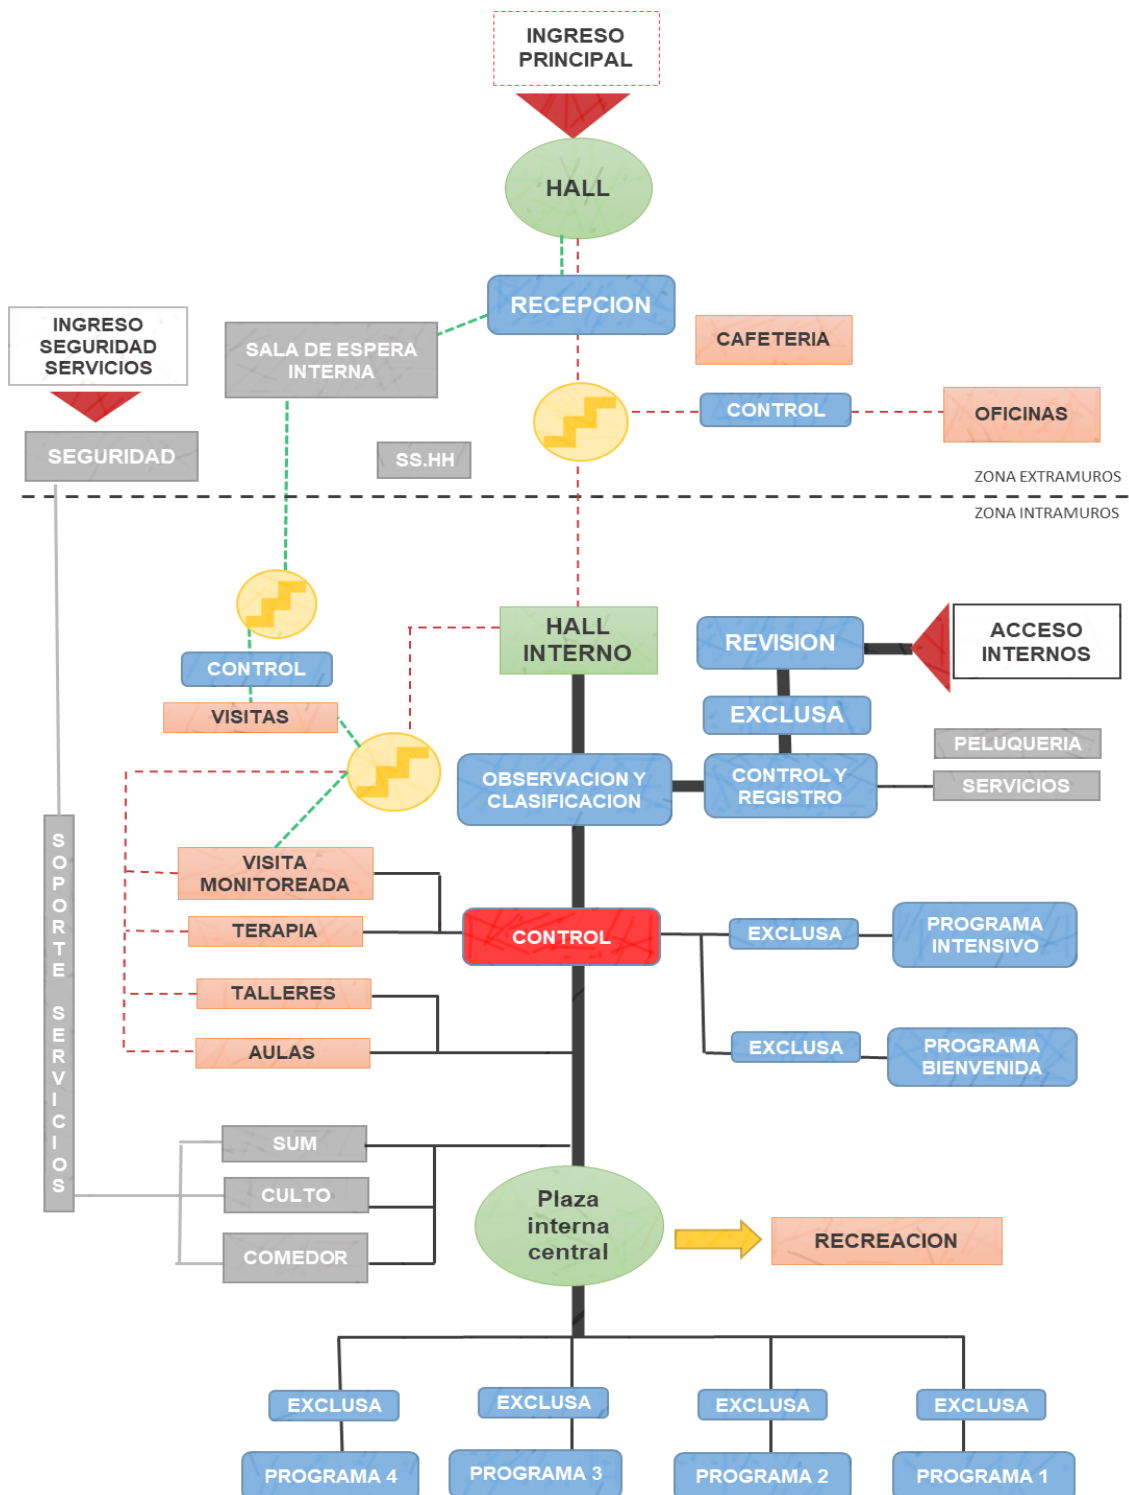 INGRESO
PRINCIPAL
HALL
RECEPCION
INGRESO
SEGURIDAD
SERVICIOS
SALA DE ESPERA
INTERNA
CAFETERIA
CONTROL
OFICINAS
SEGURIDAD
SS.HH
ZONA EXTRAMUROS
ZONA INTRAMUROS
HALL
INTERNO
REVISION
ACCESO
INTERNOS
CONTROL
VISITAS
EXCLUSA
PELUQUERIA
OBSERVACION Y
CLASIFICACION
CONTROL Y
REGISTRO
SERVICIOS
SOPORTE SERVICIOS
VISITA
MONITOREADA
TERAPIA
CONTROL
EXCLUSA
PROGRAMA
INTENSIVO
TALLERES
AULAS
EXCLUSA
PROGRAMA
BIENVENIDA
SUM
CULTO
COMEDOR
Plaza
interna
central
RECREACION
EXCLUSA
EXCLUSA
EXCLUSA
EXCLUSA
PROGRAMA 4
PROGRAMA 3
PROGRAMA 2
PROGRAMA 1